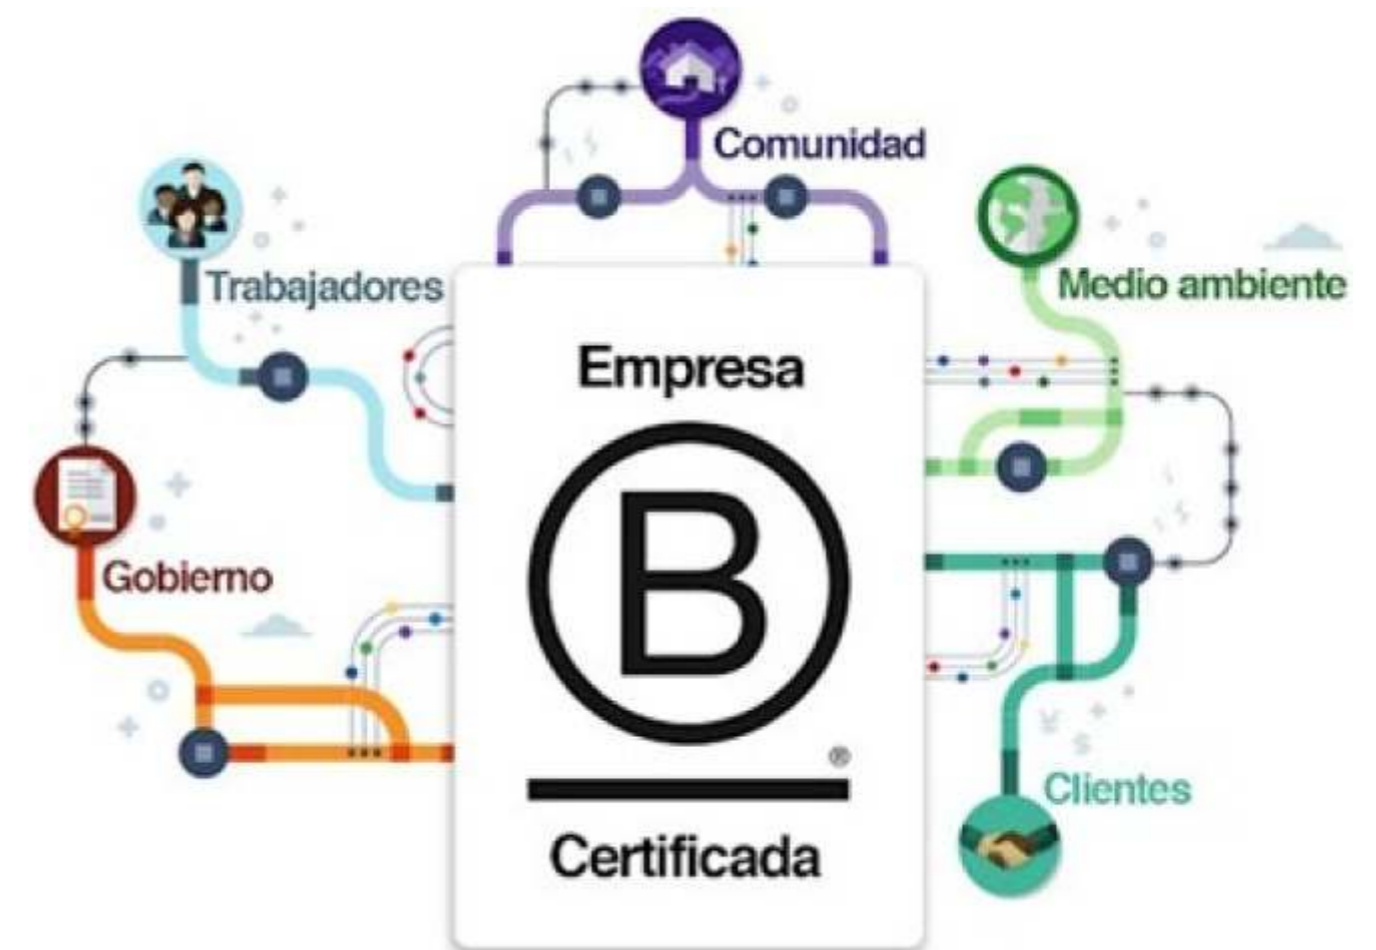 Comunidad
Trabajadores
Medio ambiente
Empresa
B
®
Gobierno
Clientes
Certificada